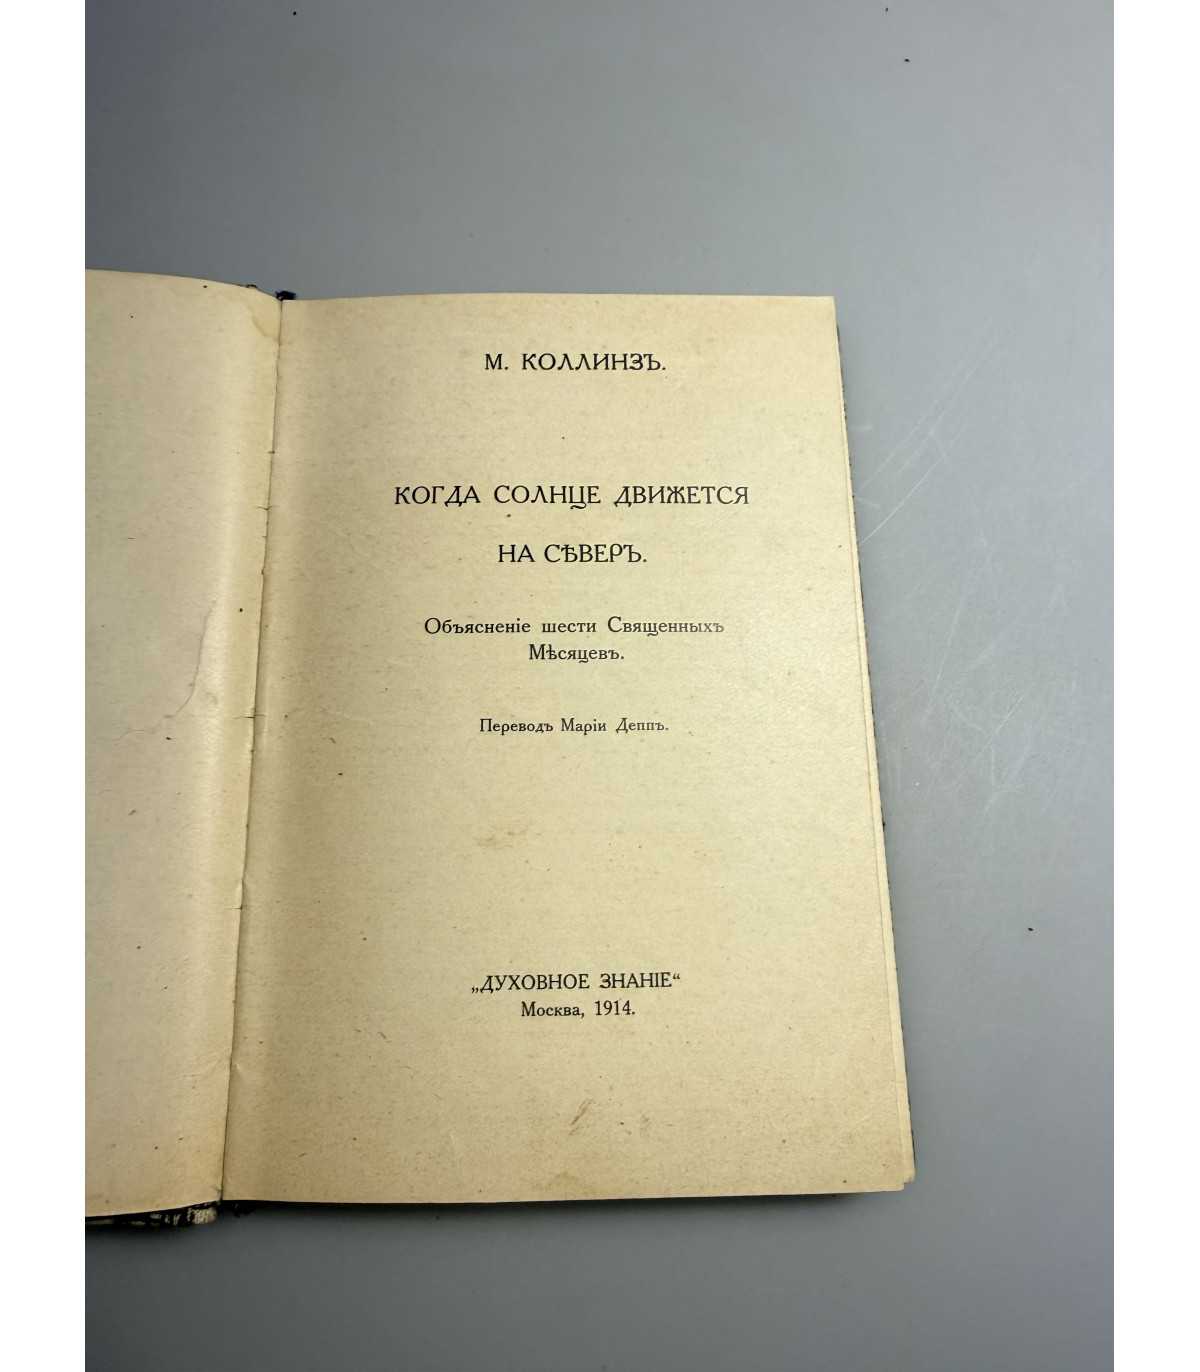 М. КОЛЛИНЗЪ.
КОГДА СОЛНЦЕ ДВИЖЕТСЯ
НА СѢВЕРЪ.
Объясненіе шести Священныхъ
Мѣсяцевъ.
Переводъ Маріи Деппъ.
„ДУХОВНОЕ ЗНАНІЕ“
Москва, 1914.